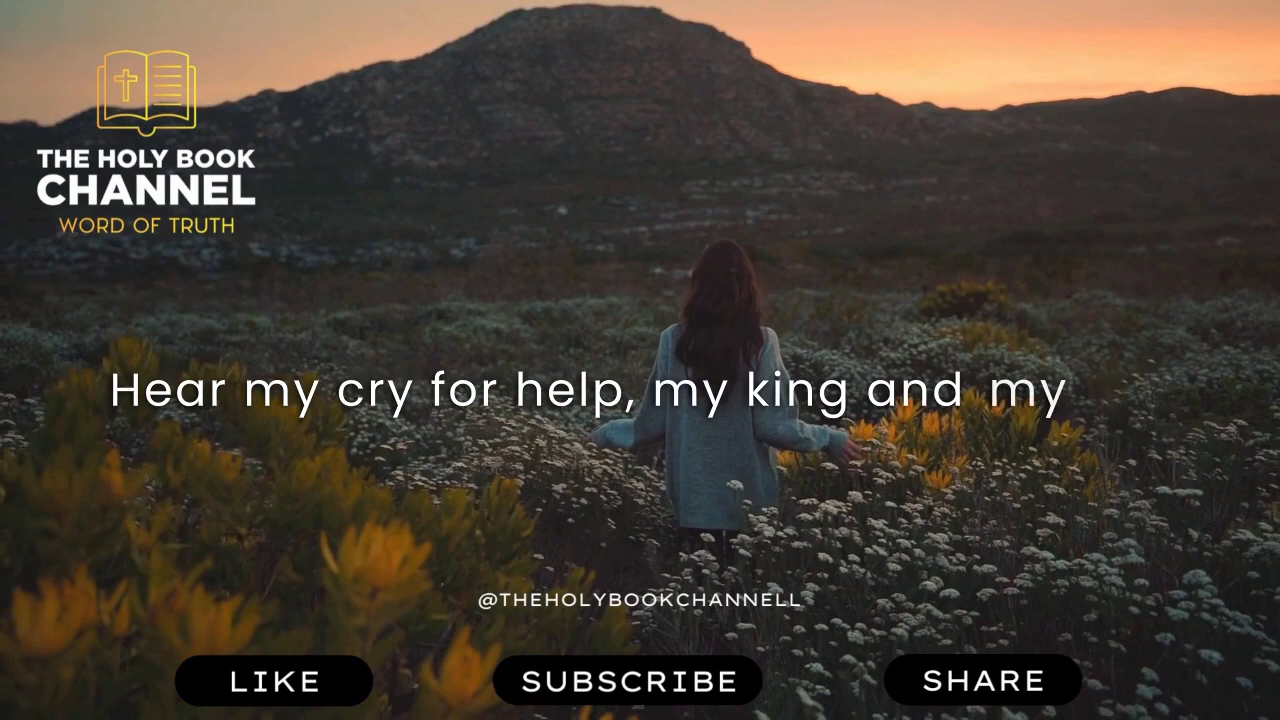 THE HOLY BOOK
CHANNEL
WORD OF TRUTH
Hear my cry for help, my king and my
@THEHOLYBOOKCHANNELL
LIKE
SUBSCRIBE
SHARE